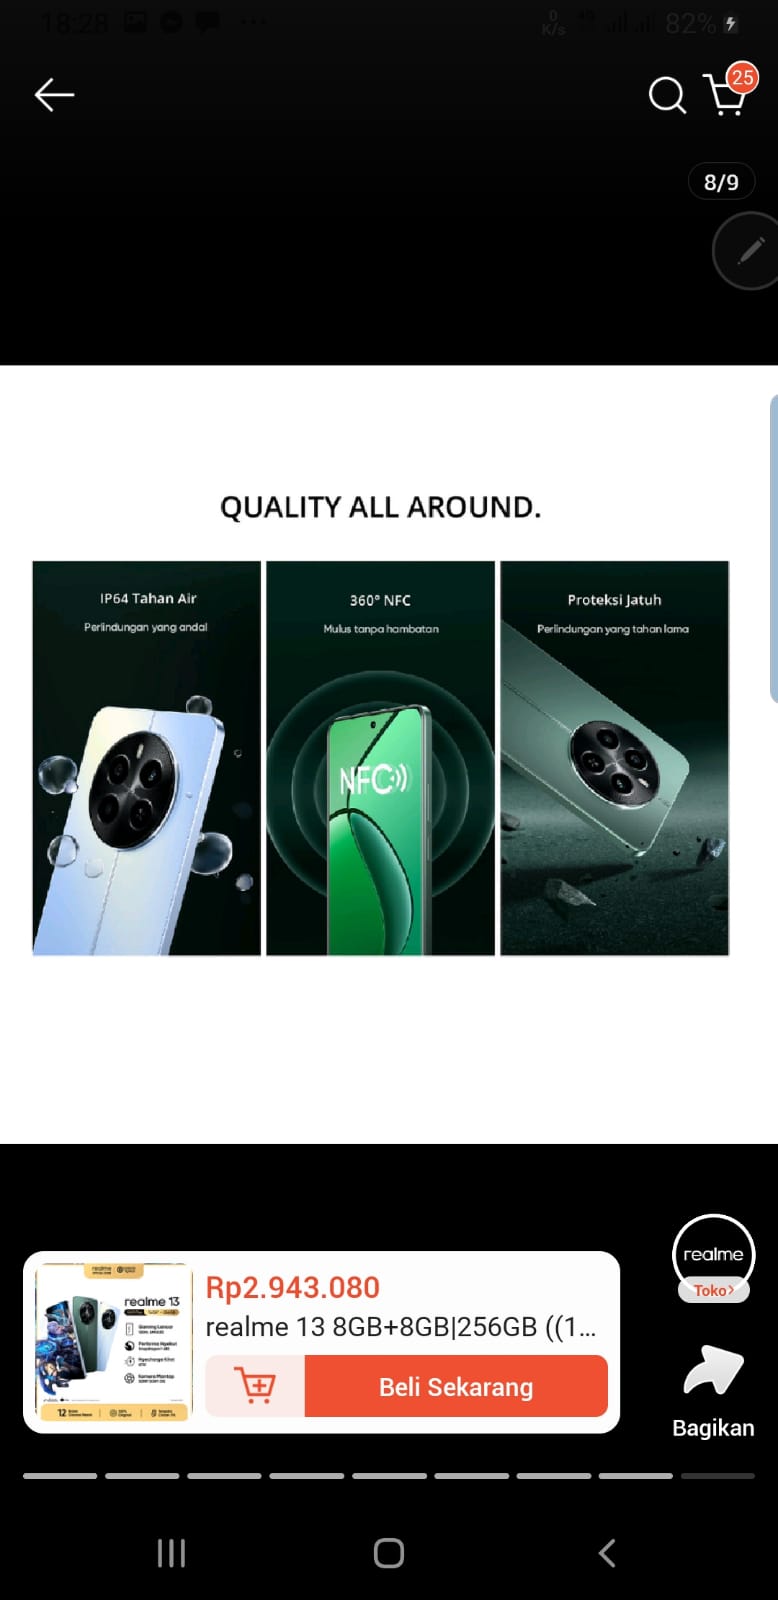 18:28
0
K/s
82%
25
8/9
QUALITY ALL AROUND.
IP64 Tahan Air
Perlindungan yang andal
360° NFC
Mulus tanpa hambatan
NFC
Proteksi Jatuh
Perlindungan yang tahan lama
realme
Toko>
realme 13
Rp2.943.080
realme 13 8GB+8GB|256GB ((1...
Beli Sekarang
Bagikan